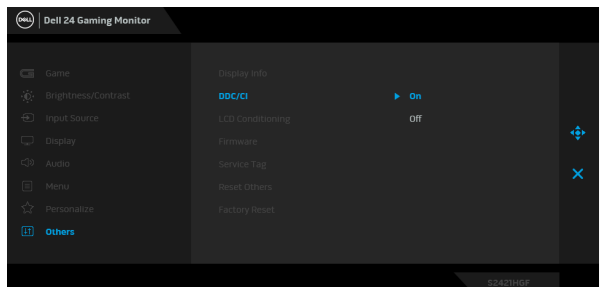 DELL
Dell 24 Gaming Monitor
Game
Brightness/Contrast
Input Source
Display
Audio
Menu
Personalize
Others
Display Info
DDC/CI
On
LCD Conditioning
Off
Firmware
Service Tag
Reset Others
Factory Reset
S2421HGF